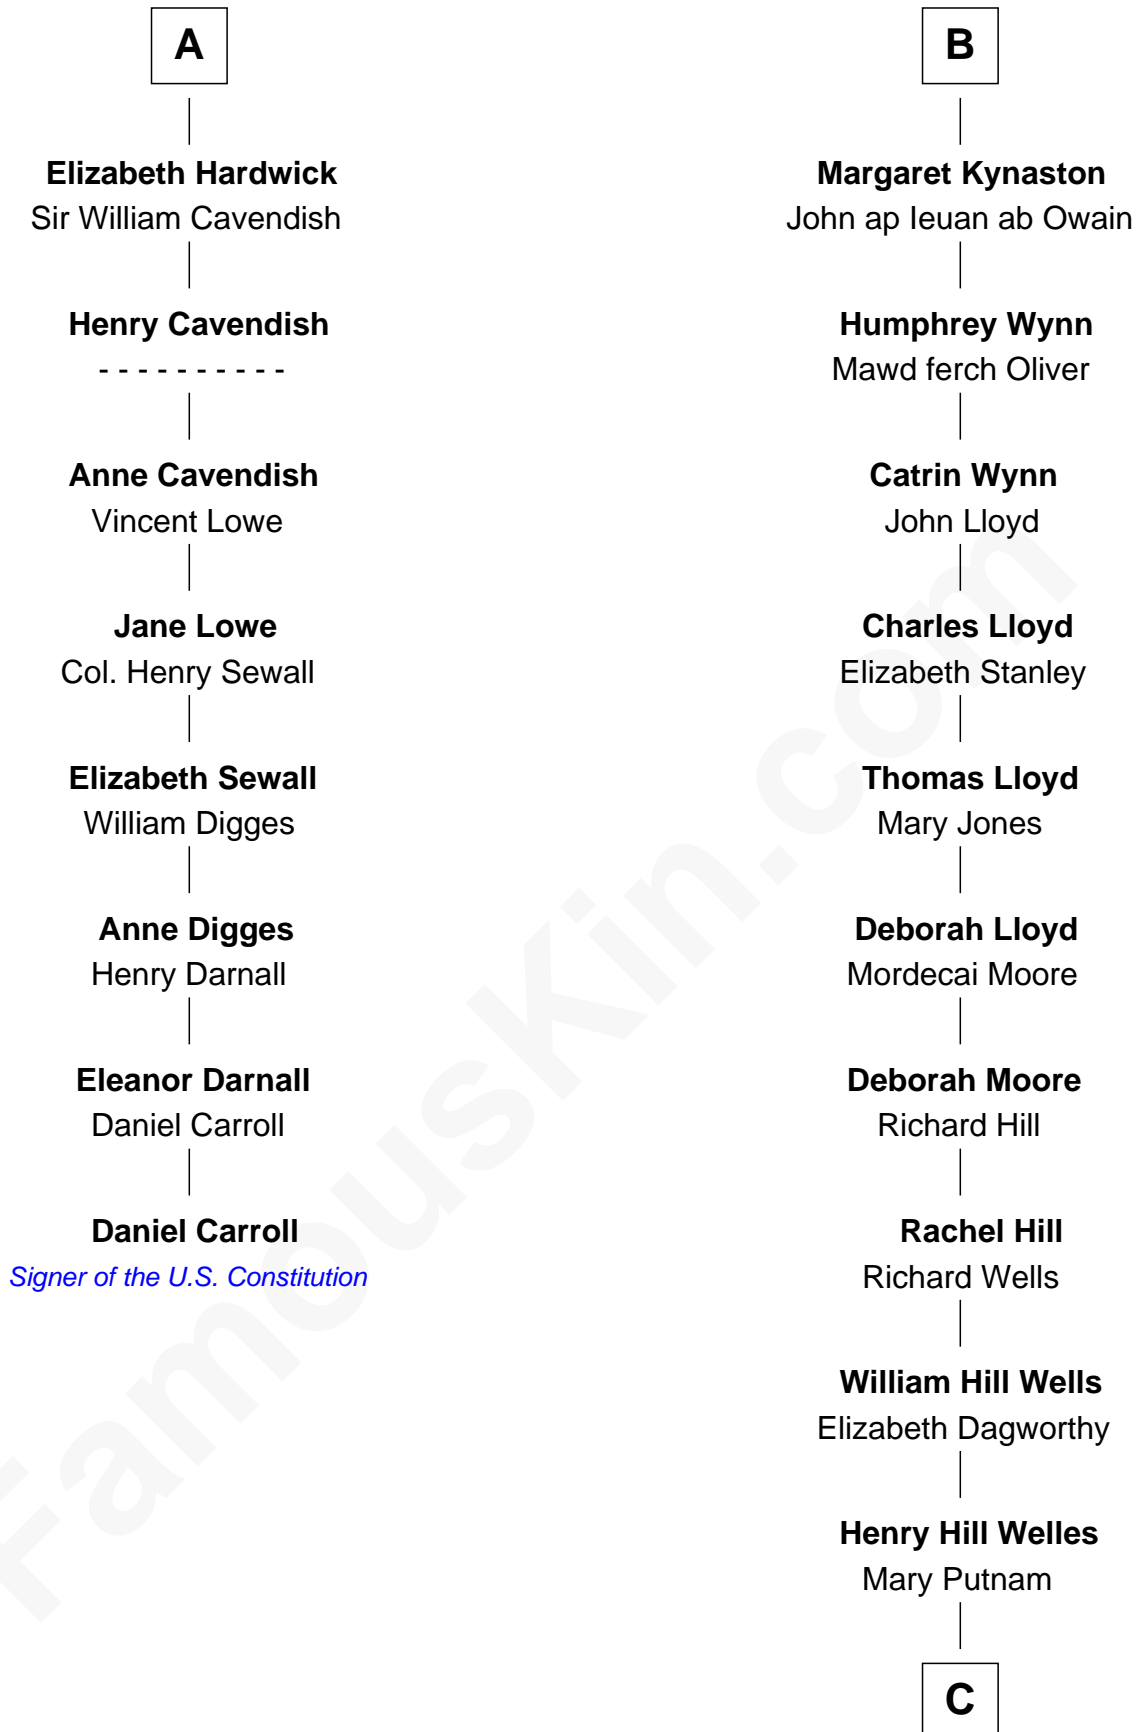 A
Elizabeth Hardwick
Sir William Cavendish
Henry Cavendish
- - - - - - - - - -
Anne Cavendish
Vincent Lowe
Jane Lowe
Col. Henry Sewall
Elizabeth Sewall
William Digges
Anne Digges
Henry Darnall
Eleanor Darnall
Daniel Carroll
Daniel Carroll
Signer of the U.S. Constitution
B
Margaret Kynaston
John ap Ieuan ab Owain
Humphrey Wynn
Mawd ferch Oliver
Catrin Wynn
John Lloyd
Charles Lloyd
Elizabeth Stanley
Thomas Lloyd
Mary Jones
Deborah Lloyd
Mordecai Moore
Deborah Moore
Richard Hill
Rachel Hill
Richard Wells
William Hill Wells
Elizabeth Dagworthy
Henry Hill Welles
Mary Putnam
C
FamousKin.com